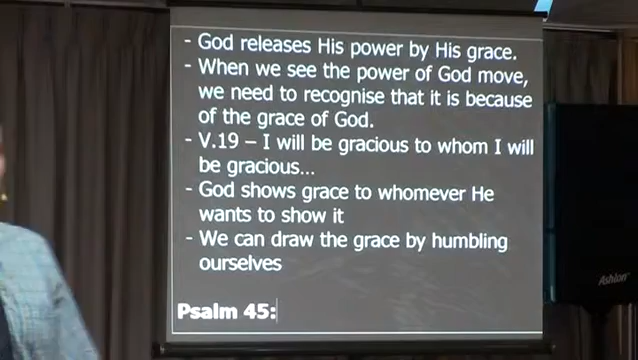 - God releases His power by His grace.
- When we see the power of God move,
we need to recognise that it is because
of the grace of God.
- V.19 – I will be gracious to whom I will
be gracious...
- God shows grace to whomever He
wants to show it
- We can draw the grace by humbling
ourselves
Psalm 45:
Ashton